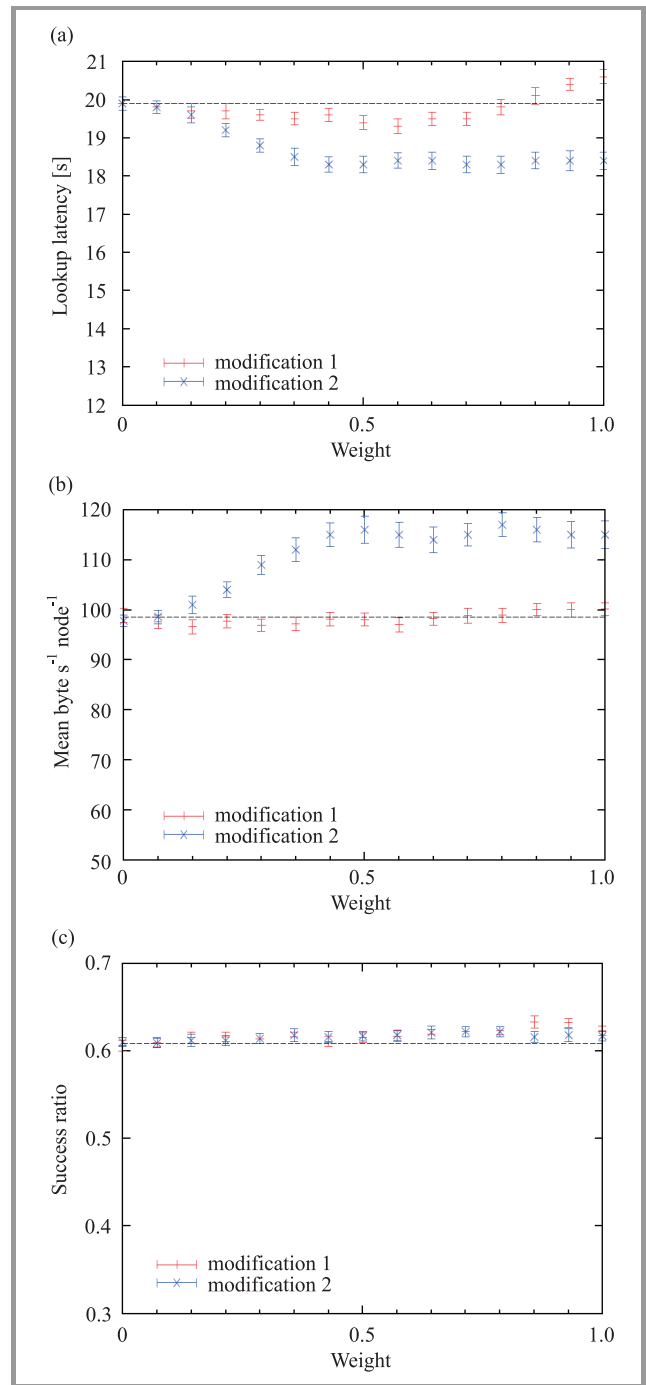 (a)
21
20
19
18
17
16
15
14
13
12
Lookup latency [s]
modification 1
modification 2
0
0.5
1.0
Weight
(b)
120
110
100
90
80
70
60
50
Mean byte s⁻¹ node⁻¹
modification 1
modification 2
0
0.5
1.0
Weight
(c)
0.7
0.6
0.5
0.4
0.3
Success ratio
modification 1
modification 2
0
0.5
1.0
Weight